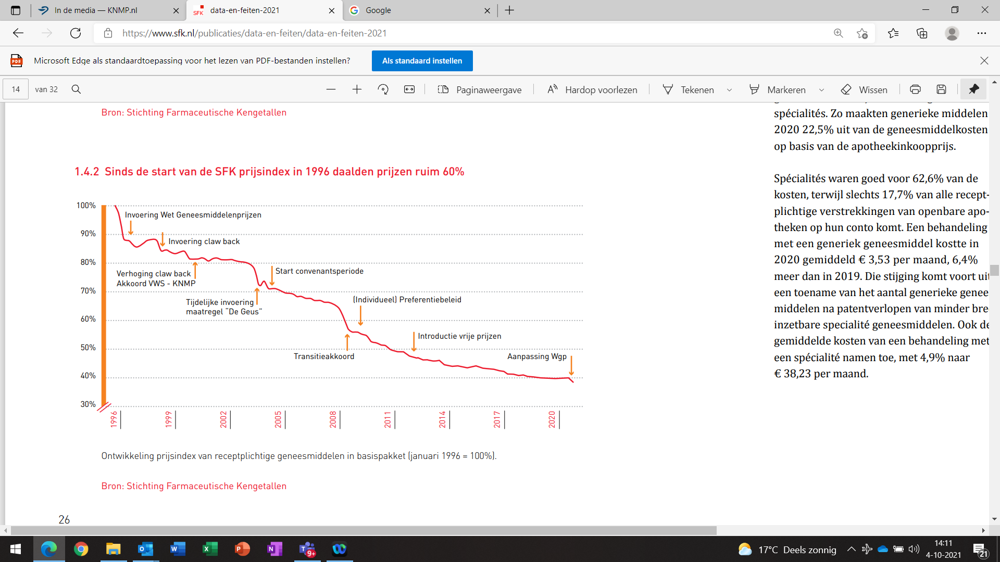 In de media — KNMP.nl
SFK
data-en-feiten-2021
Google
https://www.sfk.nl/publicaties/data-en-feiten/data-en-feiten-2021
PDF
Microsoft Edge als standaardtoepassing voor het lezen van PDF-bestanden instellen?
Als standaard instellen
14
van 32
Paginaweergave
Hardop voorlezen
Tekenen
Markeren
Wissen
Bron: Stichting Farmaceutische Kengetallen
1.4.2 Sinds de start van de SFK prijsindex in 1996 daalden prijzen ruim 60%
100%
90%
80%
70%
60%
50%
40%
30%
Invoering Wet Geneesmiddelenprijzen
Invoering claw back
Verhoging claw back
Akkoord VWS - KNMP
Start convenantsperiode
Tijdelijke invoering
maatregel "De Geus"
(Individueel) Preferentiebeleid
Transitieakkoord
Introductie vrije prijzen
Aanpassing Wgp
1996
1999
2002
2005
2008
2011
2014
2017
2020
Ontwikkeling prijsindex van receptplichtige geneesmiddelen in basispakket (januari 1996 = 100%).
Bron: Stichting Farmaceutische Kengetallen
26
spécialités. Zo maakten generieke middelen
2020 22,5% uit van de geneesmiddelkosten
op basis van de apotheekinkoopprijs.
Spécialités waren goed voor 62,6% van de
kosten, terwijl slechts 17,7% van alle recept-
plichtige verstrekkingen van openbare apo-
theken op hun conto komt. Een behandeling
met een generiek geneesmiddel kostte in
2020 gemiddeld € 3,53 per maand, 6,4%
meer dan in 2019. Die stijging komt voort uit
een toename van het aantal generieke genee
middelen na patentverlopen van minder bre
inzetbare specialité geneesmiddelen. Ook de
gemiddelde kosten van een behandeling met
een spécialité namen toe, met 4,9% naar
€ 38,23 per maand.
9+
17°C Deels zonnig
14:11
4-10-2021
21